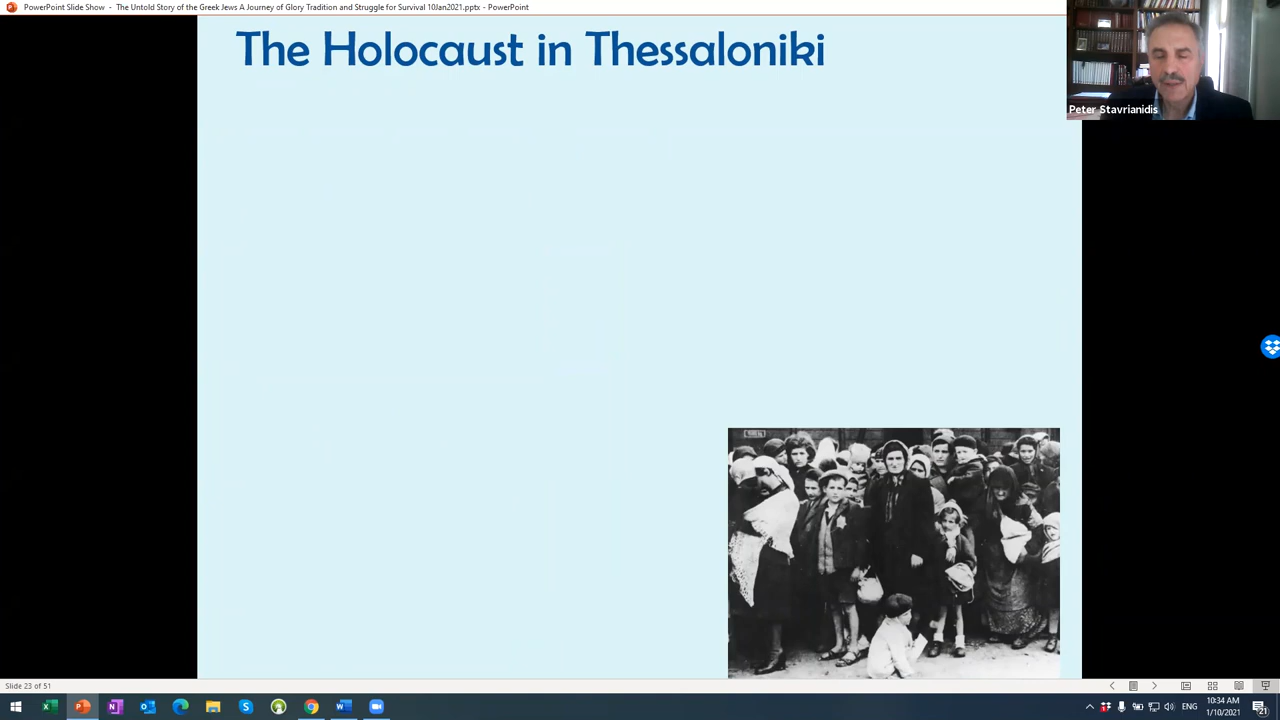 PowerPoint Slide Show - The Untold Story of the Greek Jews A Journey of Glory Tradition and Struggle for Survival 10Jan2021.pptx - PowerPoint
The Holocaust in Thessaloniki
Peter Stavrianidis
Slide 23 of 51
ENG
10:34 AM
1/10/2021
21